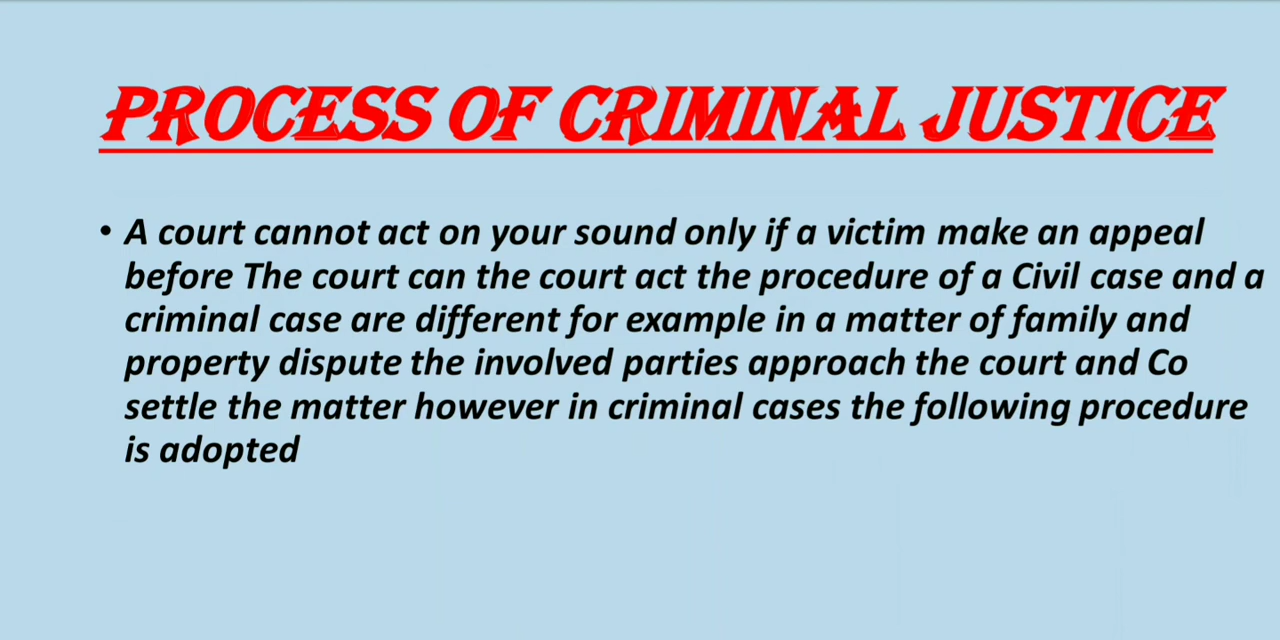 PROCESS OF CRIMINAL JUSTICE
• A court cannot act on your sound only if a victim make an appeal
before The court can the court act the procedure of a Civil case and a
criminal case are different for example in a matter of family and
property dispute the involved parties approach the court and Co
settle the matter however in criminal cases the following procedure
is adopted